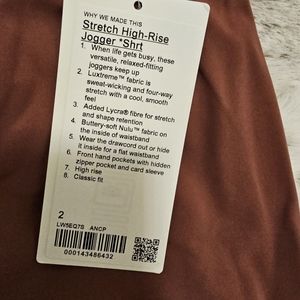 WHY WE MADE THIS
Stretch High-Rise
Jogger *Shrt
1. When life gets busy, these
versatile, relaxed-fitting
joggers keep up
2. Luxtreme™ fabric is
sweat-wicking and four-way
stretch with a cool, smooth
feel
3. Added Lycra® fibre for stretch
and shape retention
4. Buttery-soft Nulu™ fabric on
the inside of waistband
5. Wear the drawcord out or hide
it inside for a flat waistband
6. Front hand pockets with hidden
zipper pocket and card sleeve
7. High rise
8. Classic fit
2
LW5EQ7S ANCP
000143486432